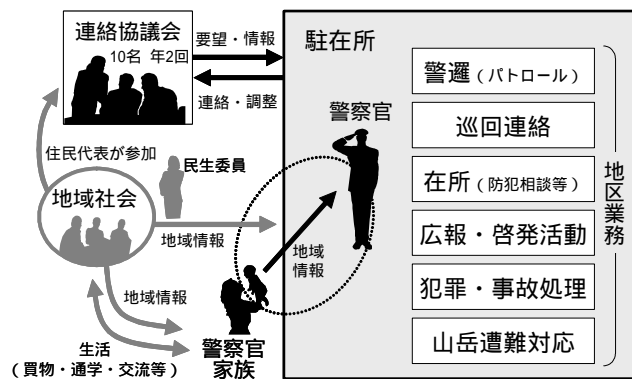 連絡協議会
10名 年2回
要望・情報
連絡・調整
住民代表が参加
民生委員
地域社会
地域情報
地域情報
生活
(買物・通学・交流等)
警察官
家族
地域
情報
駐在所
警察官
警邏(パトロール)
巡回連絡
在所(防犯相談等)
広報・啓発活動
犯罪・事故処理
山岳遭難対応
地区業務